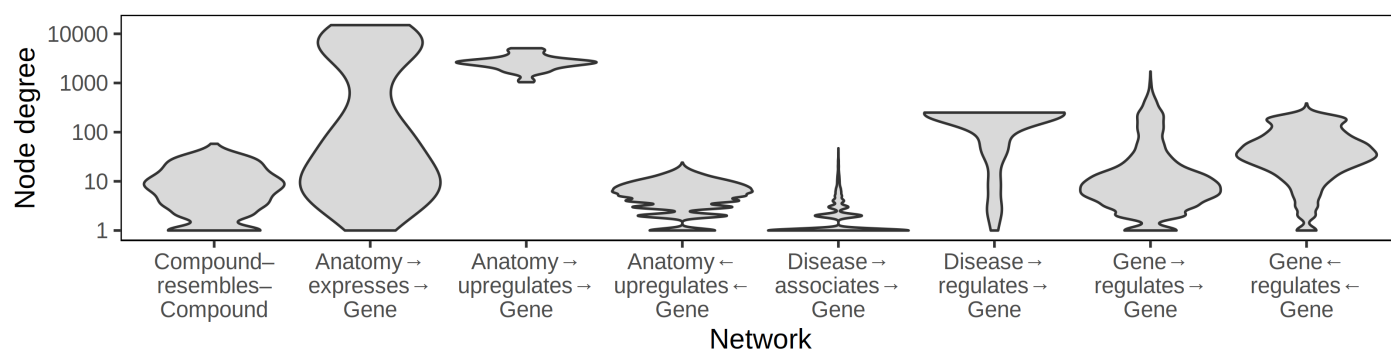 Node degree
10000
1000
100
10
1
Compound–
resembles–
Compound
Anatomy→
expresses→
Gene
Anatomy→
upregulates→
Gene
Anatomy←
upregulates←
Gene
Disease→
associates→
Gene
Disease→
regulates→
Gene
Gene→
regulates→
Gene
Gene←
regulates←
Gene
Network